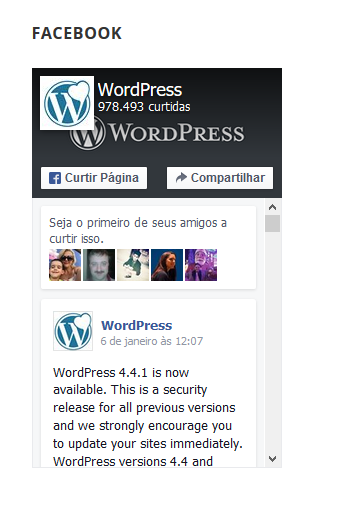 FACEBOOK
WordPress
978.493 curtidas
WORDPRESS
Curtir Página
Compartilhar
Seja o primeiro de seus amigos a
curtir isso.
WordPress
6 de janeiro às 12:07
WordPress 4.4.1 is now
available. This is a security
release for all previous versions
and we strongly encourage you
to update your sites immediately.
WordPress versions 4.4 and